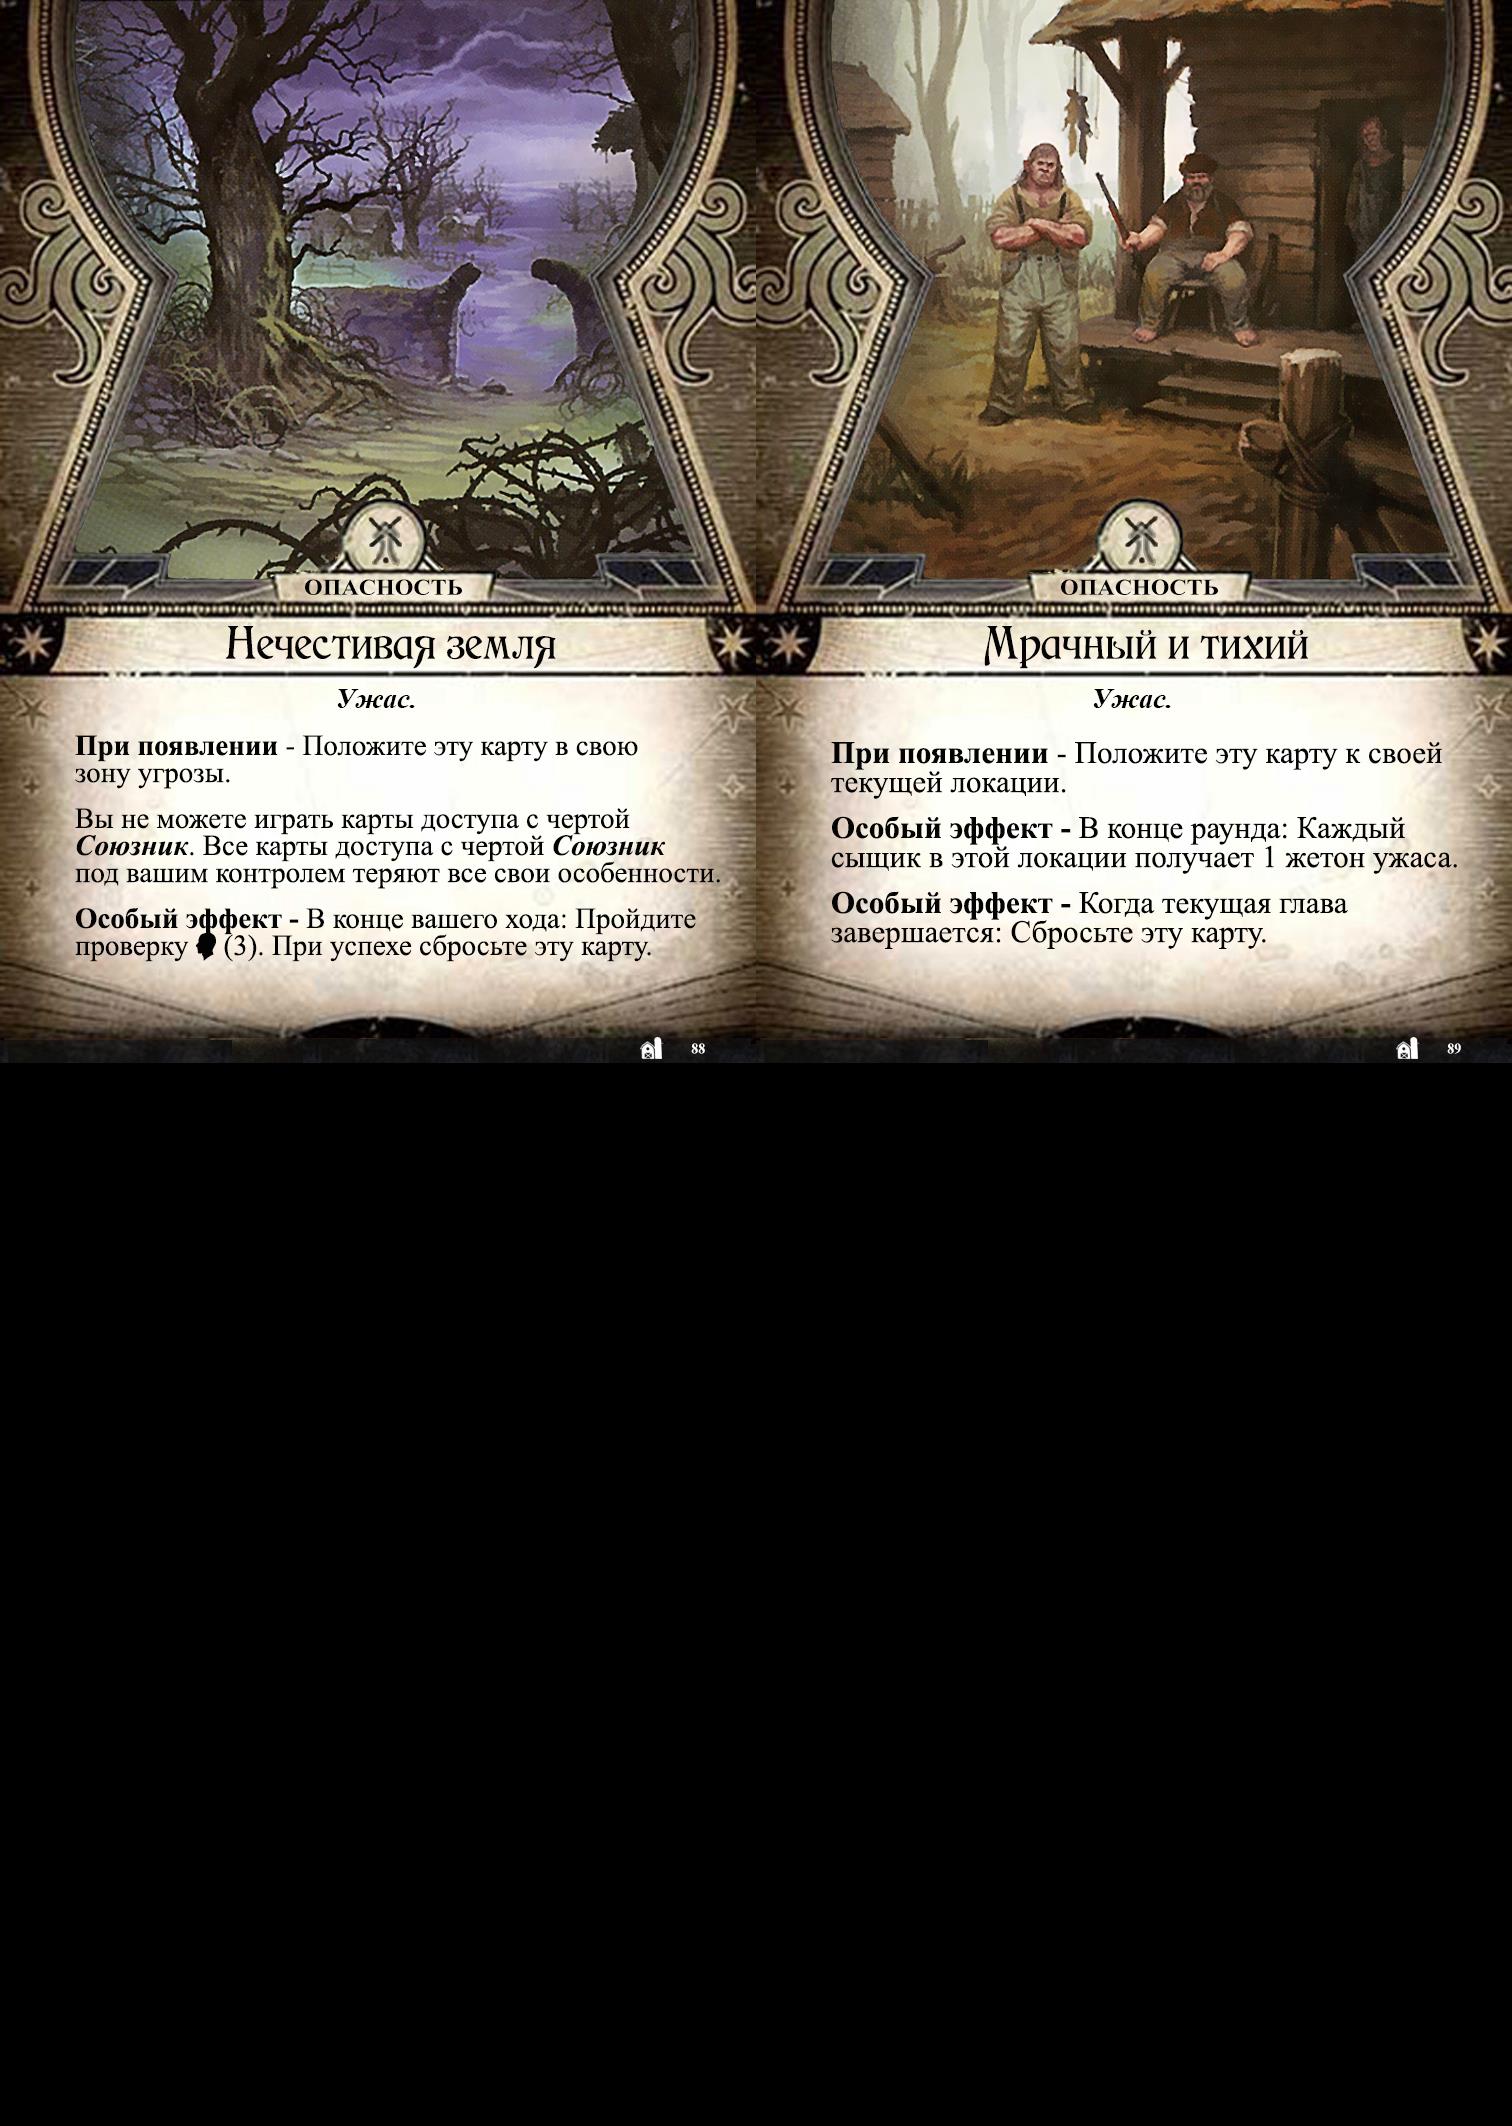 ОПАСНОСТЬ
Нечестивая земля
Ужас.
При появлении - Положите эту карту в свою
зону угрозы.
Вы не можете играть карты доступа с чертой
Союзник. Все карты доступа с чертой Союзник
под вашим контролем теряют все свои особенности.
Особый эффект - В конце вашего хода: Пройдите
проверку (3). При успехе сбросьте эту карту.
88
ОПАСНОСТЬ
Мрачный и тихий
Ужас.
При появлении - Положите эту карту к своей
текущей локации.
Особый эффект - В конце раунда: Каждый
сыщик в этой локации получает 1 жетон ужаса.
Особый эффект - Когда текущая глава
завершается: Сбросьте эту карту.
89